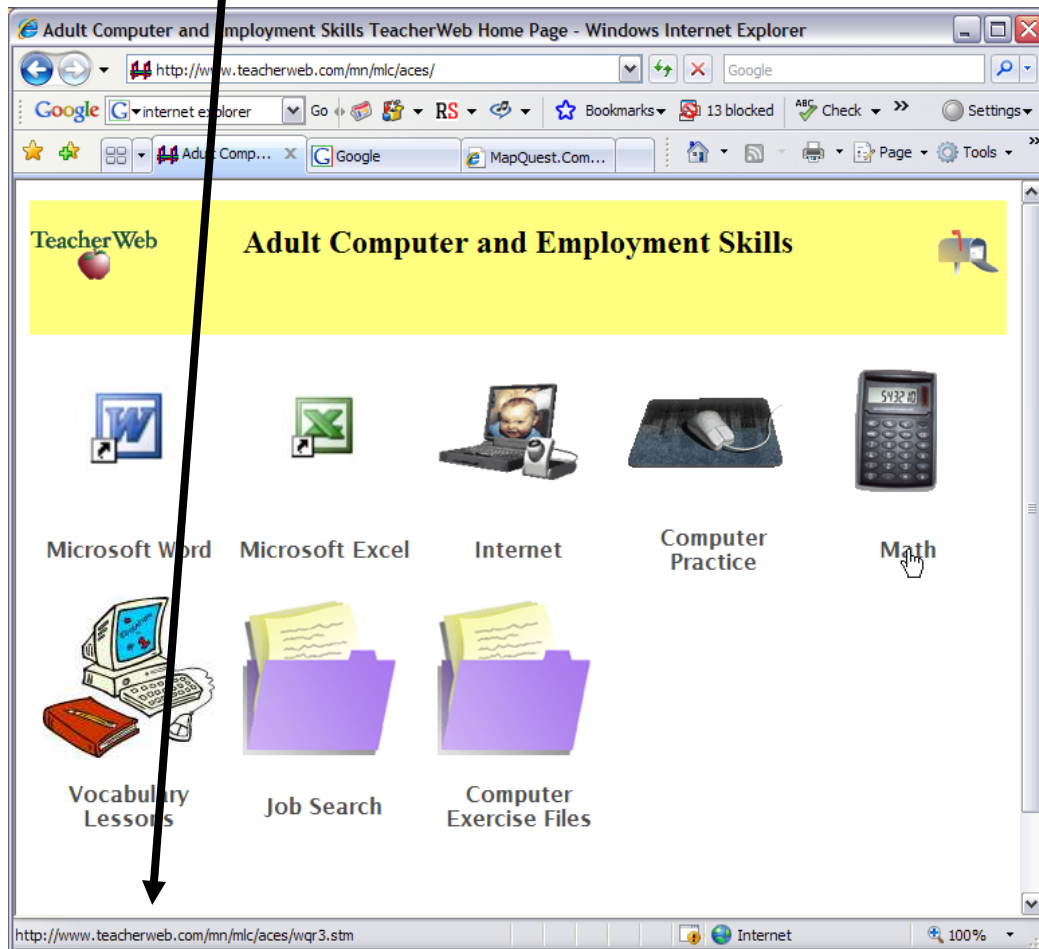 Adult Computer and Employment Skills TeacherWeb Home Page - Windows Internet Explorer
http://www.teacherweb.com/mn/mlc/aces/ Google
Google G internet explorer Go RS Bookmarks 13 blocked ABC Check >> Settings
Adult Comp... x G Google MapQuest.Com... Page Tools >>
TeacherWeb Adult Computer and Employment Skills
W X 543210
Microsoft Word Microsoft Excel Internet Computer Practice Math
Vocabulary Lessons Job Search Computer Exercise Files
http://www.teacherweb.com/mn/mlc/aces/wqr3.stm Internet 100%